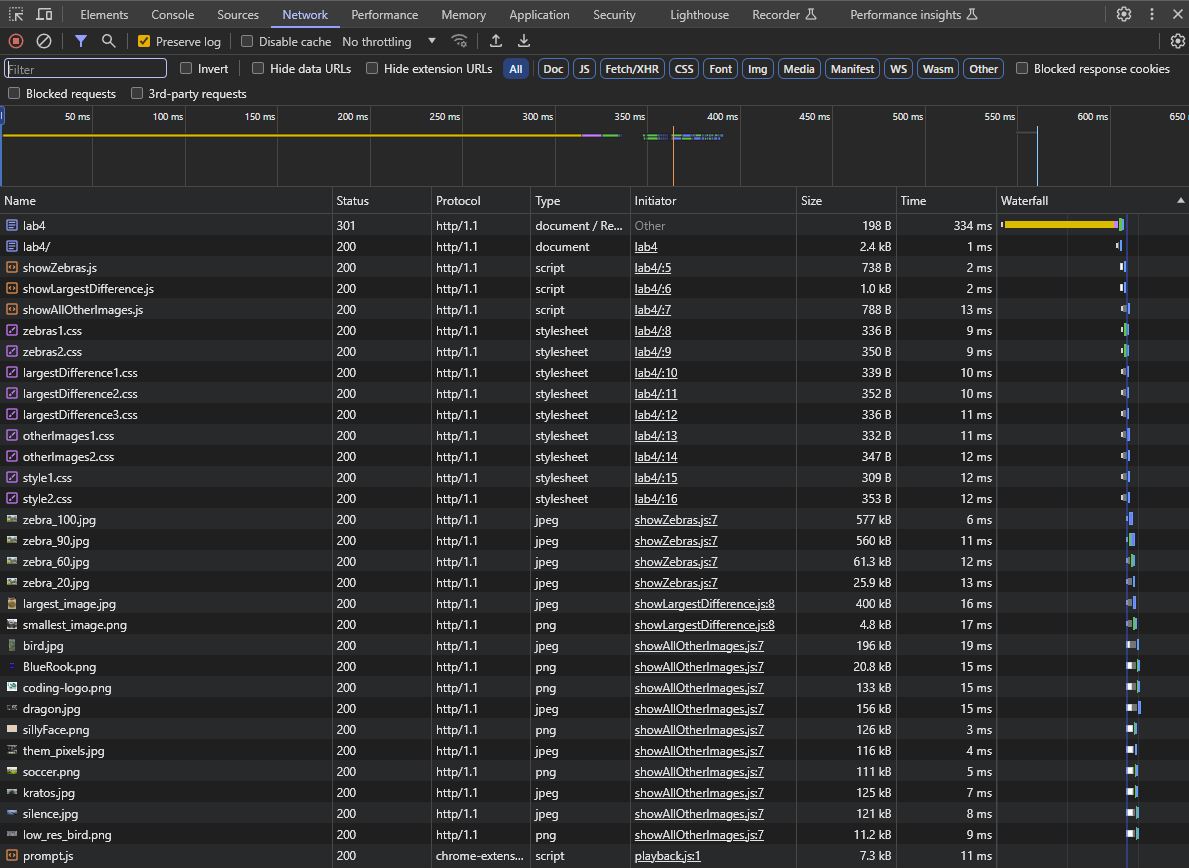 Elements Console Sources Network Performance Memory Application Security Lighthouse Recorder Performance insights
Preserve log Disable cache No throttling
Filter Invert Hide data URLs Hide extension URLs All Doc JS Fetch/XHR CSS Font Img Media Manifest WS Wasm Other Blocked response cookies
Blocked requests 3rd-party requests
50 ms 100 ms 150 ms 200 ms 250 ms 300 ms 350 ms 400 ms 450 ms 500 ms 550 ms 600 ms 650
Name Status Protocol Type Initiator Size Time Waterfall
lab4 301 http/1.1 document / Re... Other 198 B 334 ms
lab4/ 200 http/1.1 document lab4 2.4 kB 1 ms
showZebras.js 200 http/1.1 script lab4/:5 738 B 2 ms
showLargestDifference.js 200 http/1.1 script lab4/:6 1.0 kB 2 ms
showAllOtherImages.js 200 http/1.1 script lab4/:7 788 B 13 ms
zebras1.css 200 http/1.1 stylesheet lab4/:8 336 B 9 ms
zebras2.css 200 http/1.1 stylesheet lab4/:9 350 B 9 ms
largestDifference1.css 200 http/1.1 stylesheet lab4/:10 339 B 10 ms
largestDifference2.css 200 http/1.1 stylesheet lab4/:11 352 B 10 ms
largestDifference3.css 200 http/1.1 stylesheet lab4/:12 336 B 11 ms
otherImages1.css 200 http/1.1 stylesheet lab4/:13 332 B 11 ms
otherImages2.css 200 http/1.1 stylesheet lab4/:14 347 B 12 ms
style1.css 200 http/1.1 stylesheet lab4/:15 309 B 12 ms
style2.css 200 http/1.1 stylesheet lab4/:16 353 B 12 ms
zebra_100.jpg 200 http/1.1 jpeg showZebras.js:7 577 kB 6 ms
zebra_90.jpg 200 http/1.1 jpeg showZebras.js:7 560 kB 11 ms
zebra_60.jpg 200 http/1.1 jpeg showZebras.js:7 61.3 kB 12 ms
zebra_20.jpg 200 http/1.1 jpeg showZebras.js:7 25.9 kB 13 ms
largest_image.jpg 200 http/1.1 jpeg showLargestDifference.js:8 400 kB 16 ms
smallest_image.png 200 http/1.1 png showLargestDifference.js:8 4.8 kB 17 ms
bird.jpg 200 http/1.1 jpeg showAllOtherImages.js:7 196 kB 19 ms
BlueRook.png 200 http/1.1 png showAllOtherImages.js:7 20.8 kB 15 ms
coding-logo.png 200 http/1.1 png showAllOtherImages.js:7 133 kB 15 ms
dragon.jpg 200 http/1.1 jpeg showAllOtherImages.js:7 156 kB 15 ms
sillyFace.png 200 http/1.1 png showAllOtherImages.js:7 126 kB 3 ms
them_pixels.jpg 200 http/1.1 jpeg showAllOtherImages.js:7 116 kB 4 ms
soccer.png 200 http/1.1 png showAllOtherImages.js:7 111 kB 5 ms
kratos.jpg 200 http/1.1 jpeg showAllOtherImages.js:7 125 kB 7 ms
silence.jpg 200 http/1.1 jpeg showAllOtherImages.js:7 121 kB 8 ms
low_res_bird.png 200 http/1.1 png showAllOtherImages.js:7 11.2 kB 9 ms
prompt.js 200 chrome-extens... script playback.js:1 7.3 kB 11 ms